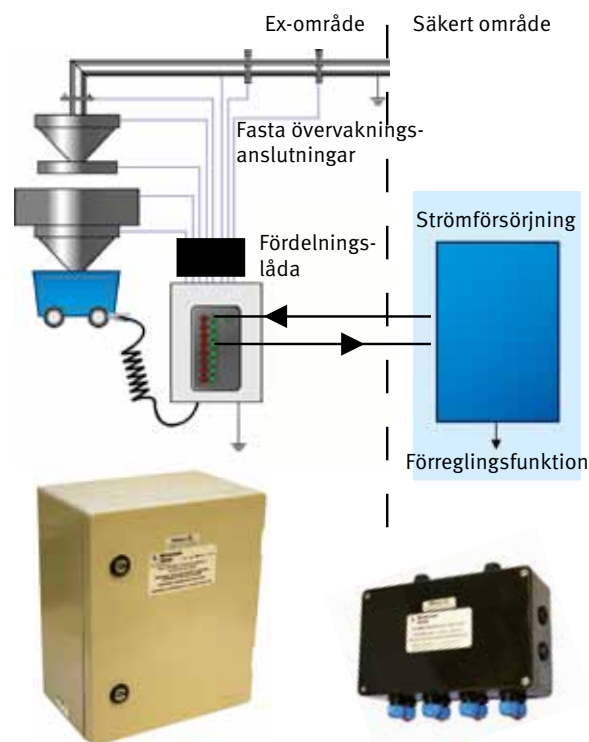 Ex-område
Säkert område
Fasta övervaknings-
anslutningar
Strömförsörjning
Fördelnings-
låda
Förreglingsfunktion